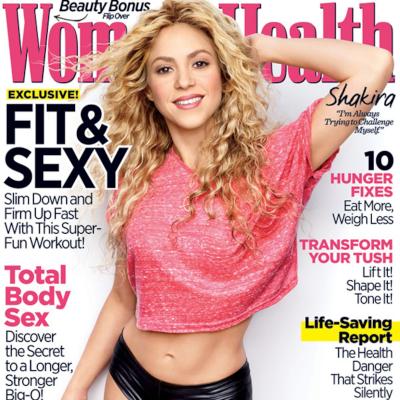 Beauty Bonus
Flip Over
Wom Health
EXCLUSIVE!
FIT &
SEXY
Slim Down and
Firm Up Fast
With This Super-
Fun Workout!
Total
Body
Sex
Discover
the Secret
to a Longer,
Stronger
Big-O!
Shakira
"I'm Always
Trying to Challenge
Myself."
10
HUNGER
FIXES
Eat More,
Weigh Less
TRANSFORM
YOUR TUSH
Lift It!
Shape It!
Tone It!
Life-Saving
Report
The Health
Danger
That Strikes
Silently